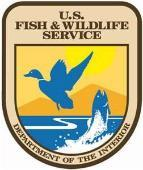 U.S.
FISH & WILDLIFE
SERVICE
DEPARTMENT OF THE INTERIOR